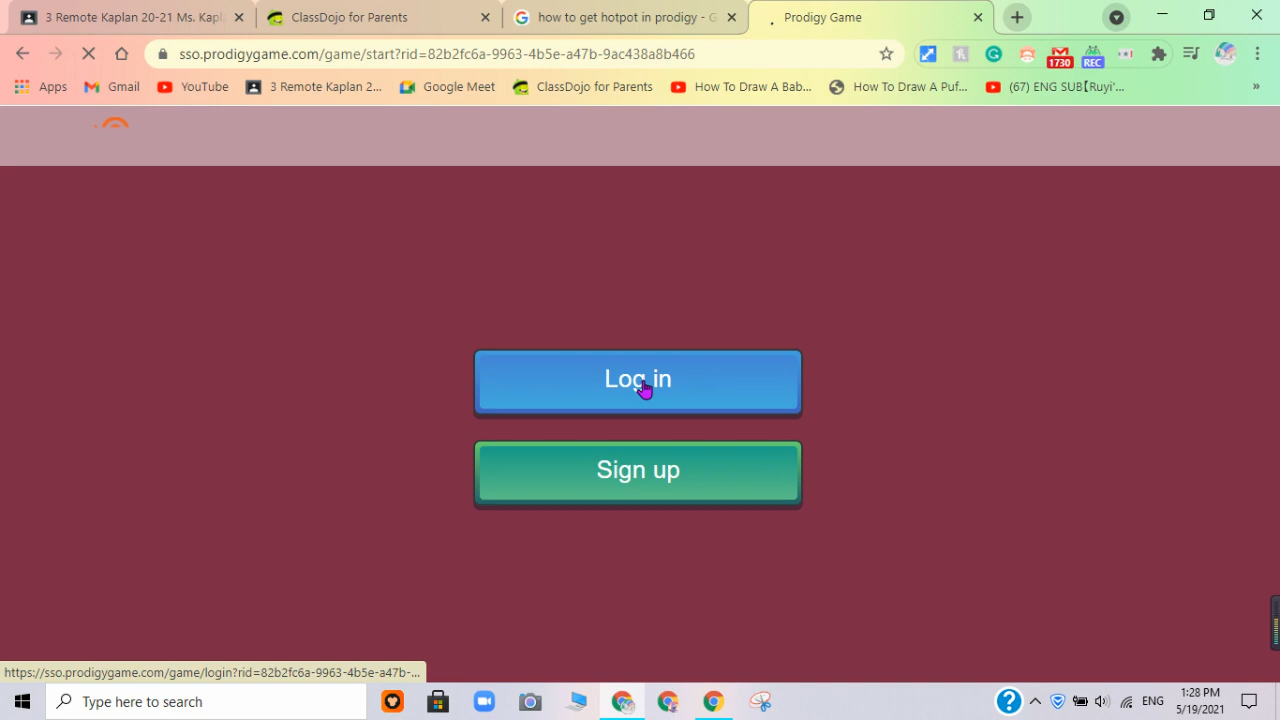 3 Remote Kaplan 20-21 Ms. Kapl
ClassDojo for Parents
how to get hotpot in prodigy - G
Prodigy Game
sso.prodigygame.com/game/start?rid=82b2fc6a-9963-4b5e-a47b-9ac438a8b466
1730
REC
Apps
Gmail
YouTube
3 Remote Kaplan 2...
Google Meet
ClassDojo for Parents
How To Draw A Bab...
How To Draw A Puf...
(67) ENG SUB【Ruyi'...
»
Log in
Sign up
https://sso.prodigygame.com/game/login?rid=82b2fc6a-9963-4b5e-a47b-...
Type here to search
ENG
1:28 PM
5/19/2021